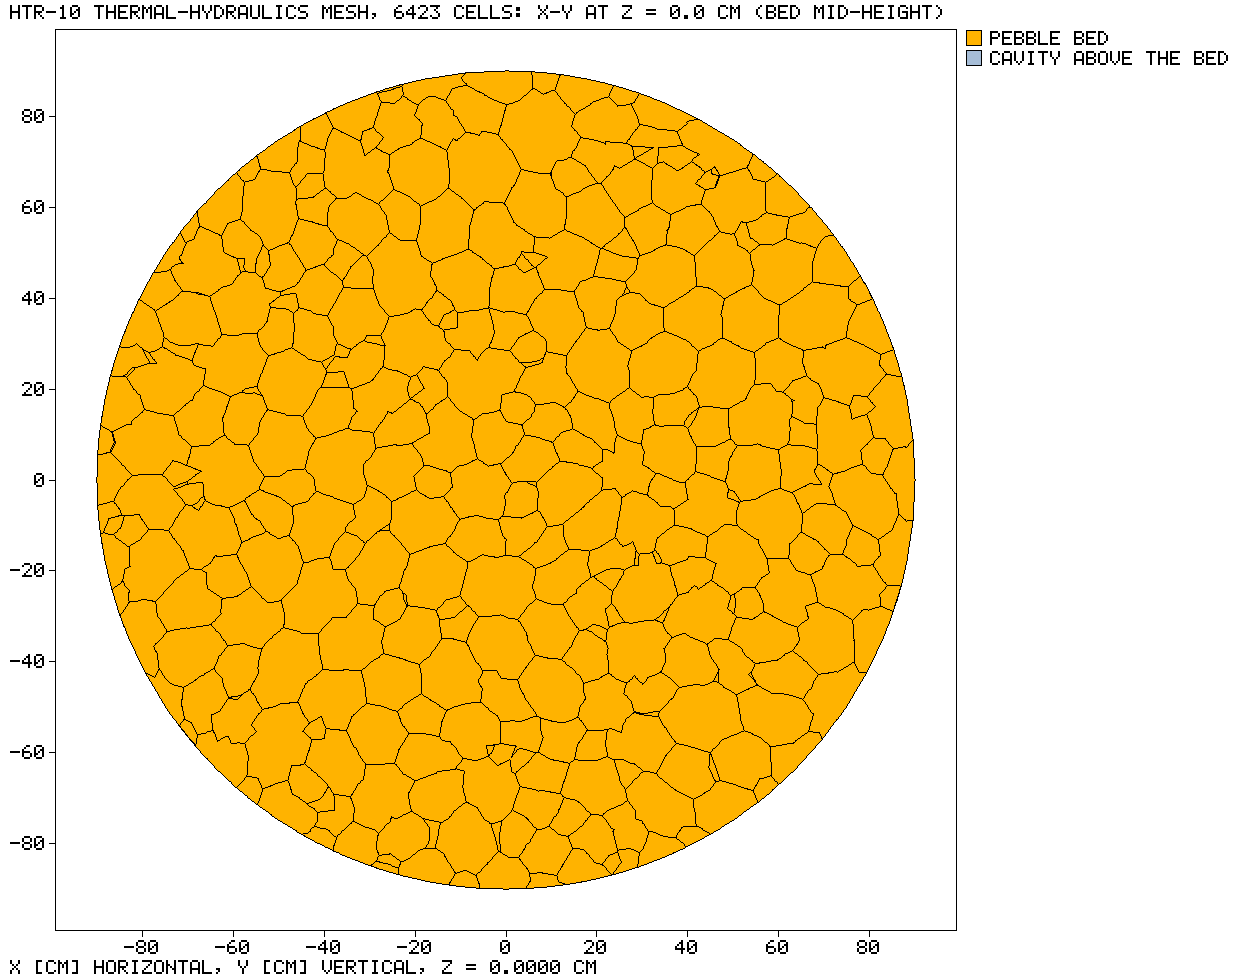 HTR-10 THERMAL-HYDRAULICS MESH, 6423 CELLS: X-Y AT Z = 0.0 CM (BED MID-HEIGHT)
PEBBLE BED
CAVITY ABOVE THE BED
80
60
40
20
0
-20
-40
-60
-80
-80 -60 -40 -20 0 20 40 60 80
X [CM] HORIZONTAL, Y [CM] VERTICAL, Z = 0.0000 CM